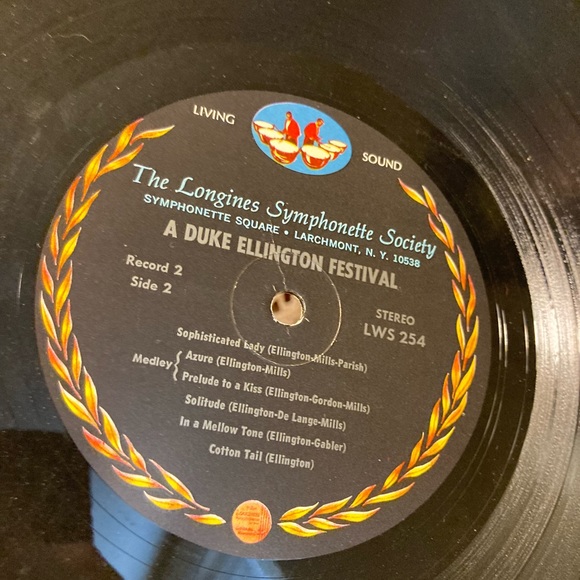 LIVING SOUND
The Longines Symphonette Society
SYMPHONETTE SQUARE • LARCHMONT, N. Y. 10538
A DUKE ELLINGTON FESTIVAL
Record 2
Side 2
STEREO
LWS 254
Sophisticated Lady (Ellington-Mills-Parish)
Medley { Azure (Ellington-Mills)
Prelude to a Kiss (Ellington-Gordon-Mills)
Solitude (Ellington-De Lange-Mills)
In a Mellow Tone (Ellington-Gabler)
Cotton Tail (Ellington)